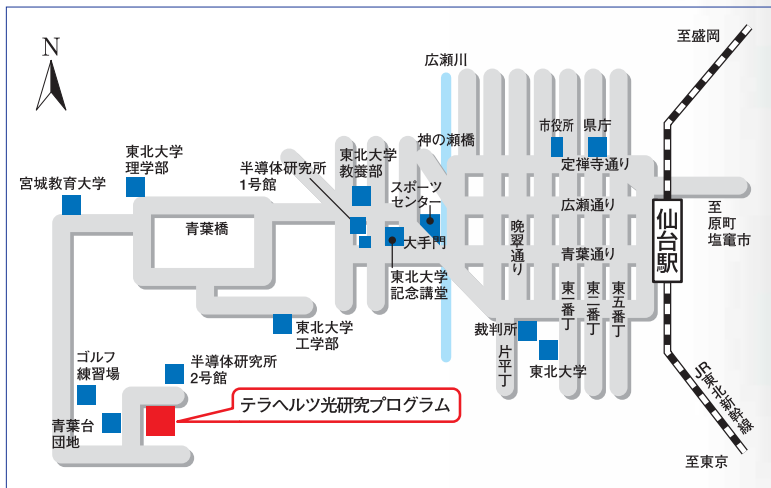 N
広瀬川
至盛岡
神の瀬橋
市役所
県庁
定禅寺通り
東北大学
理学部
半導体研究所
1号館
東北大学
教養部
スポーツ
センター
宮城教育大学
青葉橋
大手門
広瀬通り
晩翠通り
青葉通り
仙台駅
至
原町
塩竈市
東北大学
記念講堂
東一番丁
東二番丁
東五番丁
東北大学
工学部
裁判所
片平丁
東北大学
ゴルフ
練習場
半導体研究所
2号館
テラヘルツ光研究プログラム
青葉台
団地
JR東北新幹線
至東京